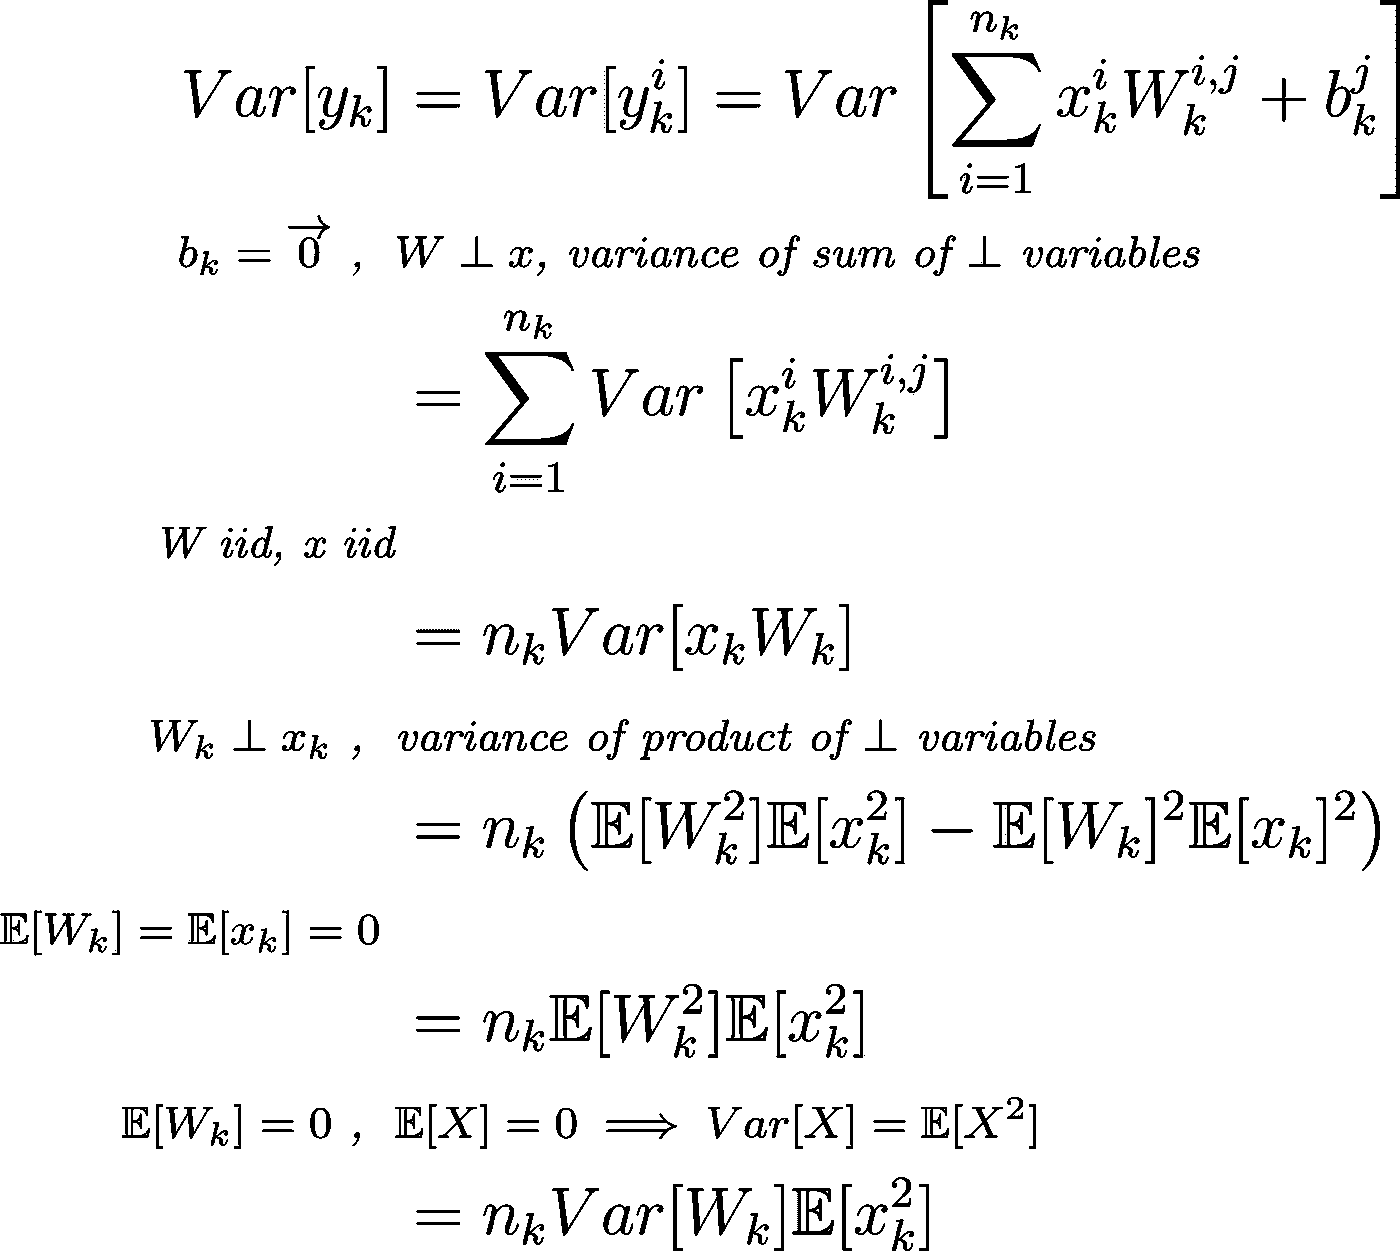 Var[y_k] = Var[y_k^i] = Var[∑_{i=1}^{n_k} x_k^i W_k^{i,j} + b_k^j]
b_k = \overrightarrow{0} , W ⊥ x, variance of sum of ⊥ variables
= ∑_{i=1}^{n_k} Var[x_k^i W_k^{i,j}]
W iid, x iid
= n_k Var[x_k W_k]
W_k ⊥ x_k , variance of product of ⊥ variables
= n_k (𝔼[W_k^2]𝔼[x_k^2] − 𝔼[W_k]^2 𝔼[x_k]^2)
𝔼[W_k] = 𝔼[x_k] = 0
= n_k 𝔼[W_k^2]𝔼[x_k^2]
𝔼[W_k] = 0 , 𝔼[X] = 0 ⟹ Var[X] = 𝔼[X^2]
= n_k Var[W_k]𝔼[x_k^2]